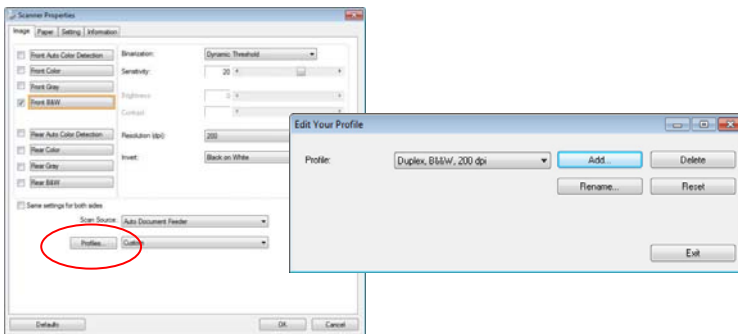 Scanner Properties
Image Paper Setting Information
Front Auto Color Detection
Front Color
Front Gray
Front B&W
Rear Auto Color Detection
Rear Color
Rear Gray
Rear B&W
Binarization: Dynamic Threshold
Sensitivity: 20
Brightness: 0
Contrast:
Resolution (dpi): 200
Invert: Black on White
Same settings for both sides
Scan Source: Auto Document Feeder
Profiles... Custom
Defaults OK Cancel
Edit Your Profile
Profile: Duplex, B&W, 200 dpi Add... Delete
Rename... Reset
Exit